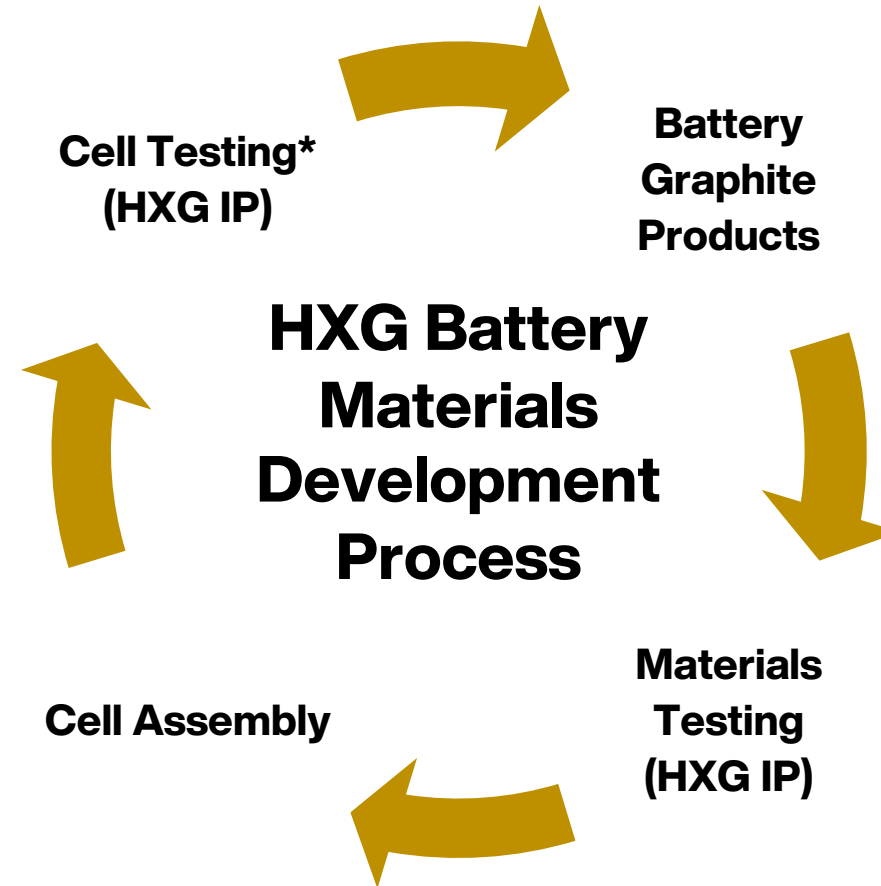 Cell Testing*
(HXG IP)
Battery
Graphite
Products
HXG Battery
Materials
Development
Process
Cell Assembly
Materials
Testing
(HXG IP)